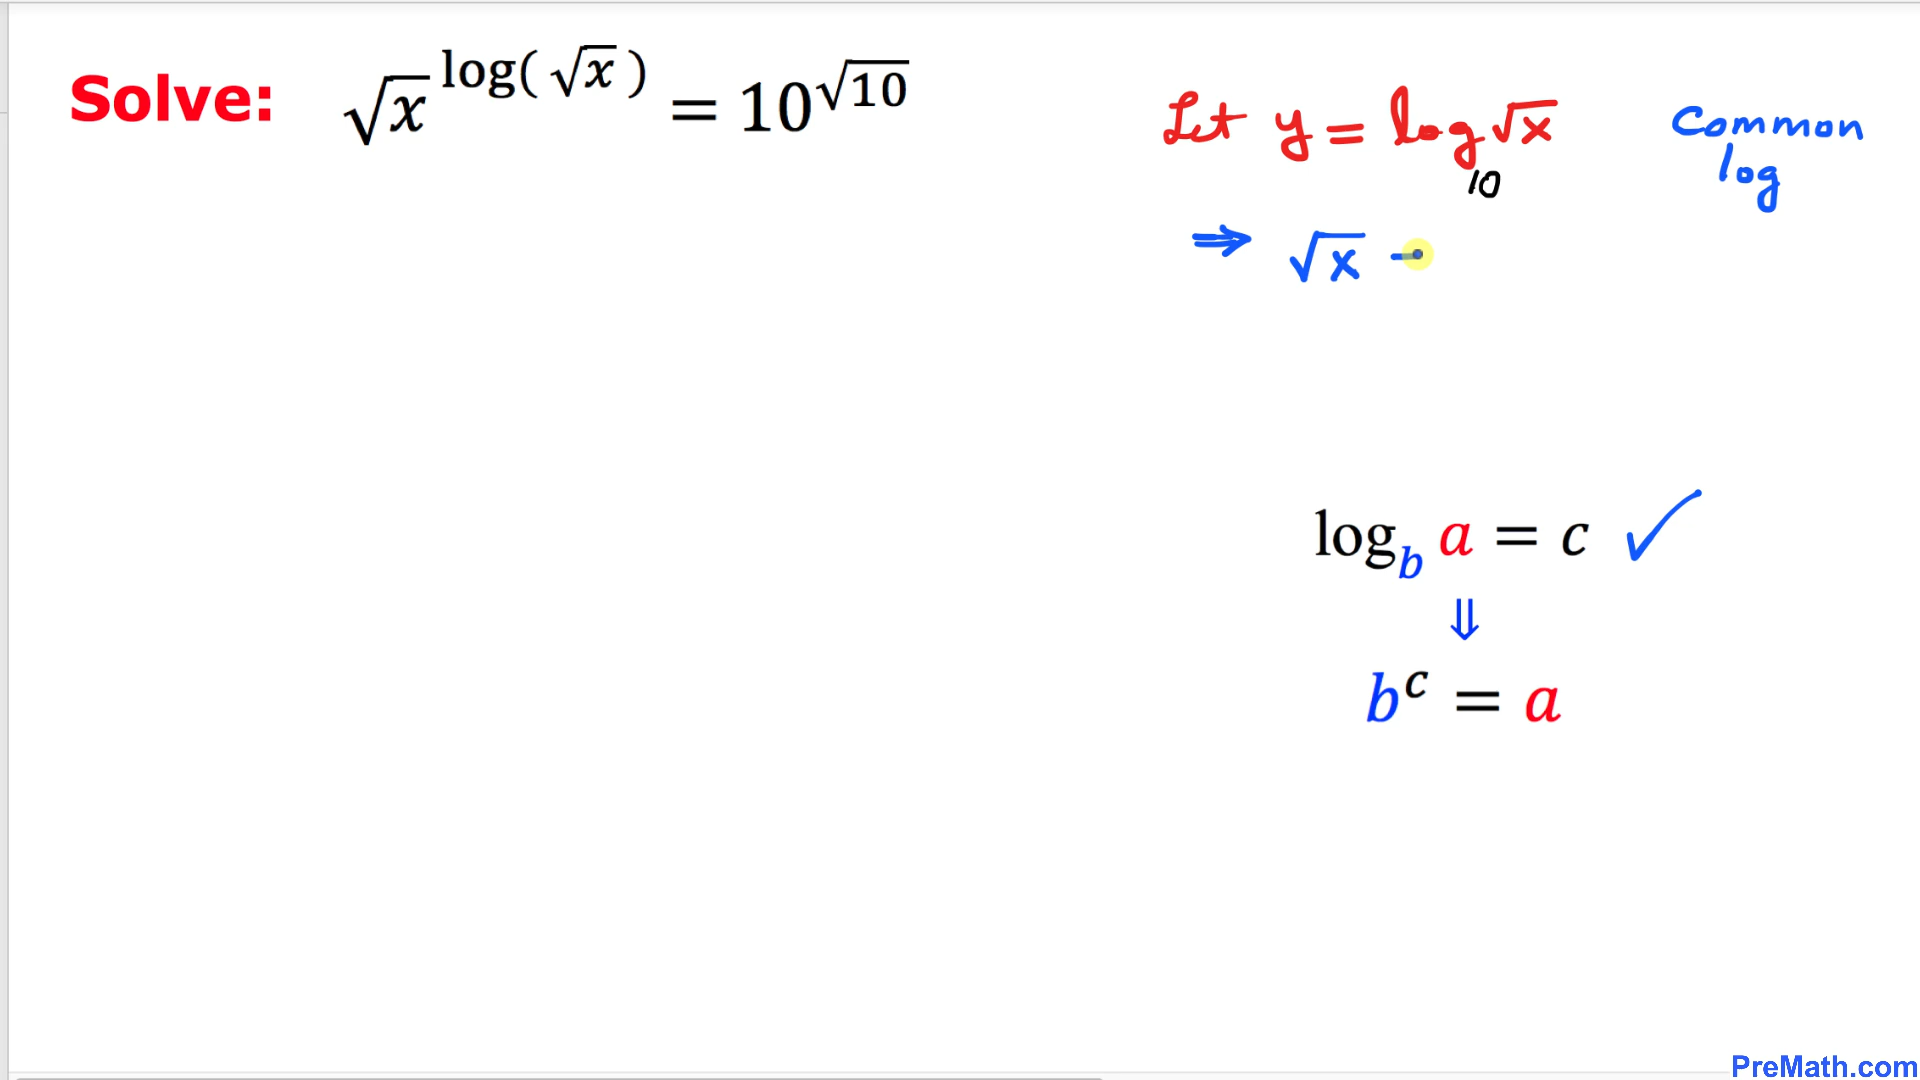 Solve: √x^log(√x) = 10^√10
Let y = log₁₀ √x
Common
log
⇒ √x -
log_b a = c ✓
⇓
b^c = a
PreMath.com